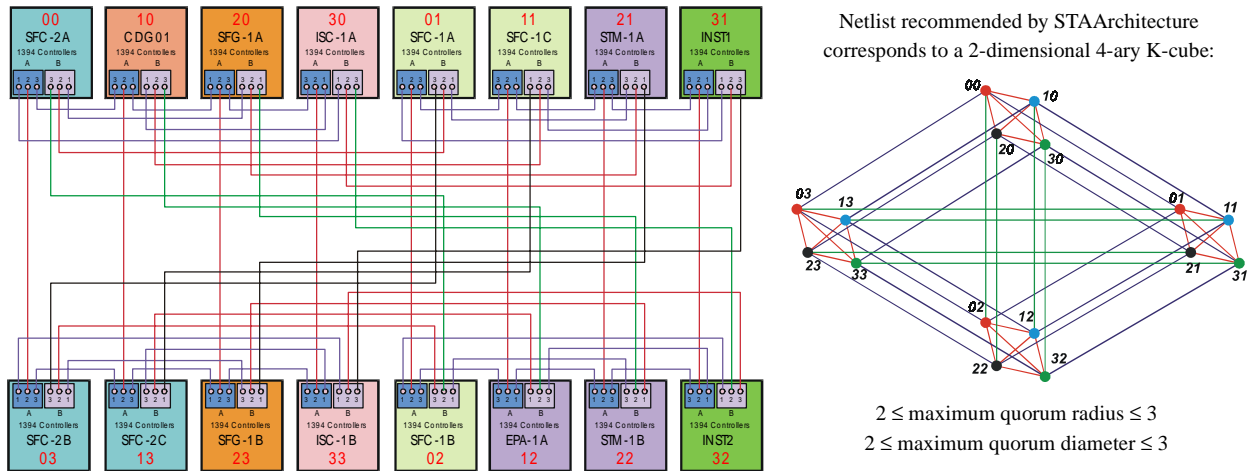 00 10 20 30 01 11 21 31
SFC-2A CDG01 SFG-1A ISC-1A SFC-1A SFC-1C STM-1A INST1
1394 Controllers 1394 Controllers 1394 Controllers 1394 Controllers 1394 Controllers 1394 Controllers 1394 Controllers 1394 Controllers
A B A B A B A B A B A B A B A B
1 2 3 3 2 1 3 2 1 1 2 3 1 2 3 3 2 1 3 2 1 1 2 3 1 2 3 3 2 1 3 2 1 1 2 3 1 2 3 3 2 1 3 2 1 1 2 3
1 2 3 3 2 1 3 2 1 1 2 3 1 2 3 3 2 1 3 2 1 1 2 3 1 2 3 3 2 1 3 2 1 1 2 3 1 2 3 3 2 1 3 2 1 1 2 3
A B A B A B A B A B A B A B A B
1394 Controllers 1394 Controllers 1394 Controllers 1394 Controllers 1394 Controllers 1394 Controllers 1394 Controllers 1394 Controllers
SFC-2B SFC-2C SFG-1B ISC-1B SFC-1B EPA-1A STM-1B INST2
03 13 23 33 02 12 22 32
Netlist recommended by STAArchitecture
corresponds to a 2-dimensional 4-ary K-cube:
00
10
20
30
03
13
01
11
23
33
21
31
02
12
22
32
2 ≤ maximum quorum radius ≤ 3
2 ≤ maximum quorum diameter ≤ 3